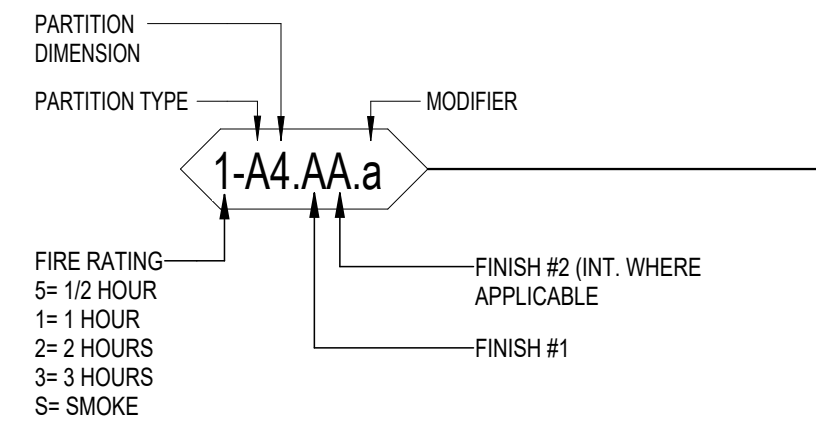 PARTITION
DIMENSION
PARTITION TYPE
MODIFIER
1-A4.AA.a
FIRE RATING
5= 1/2 HOUR
1= 1 HOUR
2= 2 HOURS
3= 3 HOURS
S= SMOKE
FINISH #2 (INT. WHERE
APPLICABLE
FINISH #1